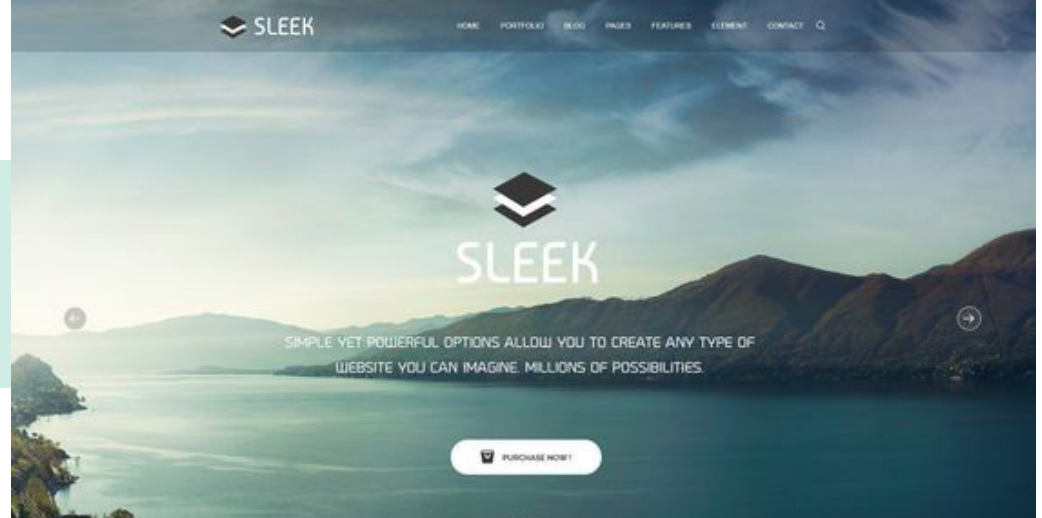 SLEEK
HOME PORTFOLIO BLOG PAGES FEATURES ELEMENT CONTACT
SLEEK
SIMPLE YET POWERFUL OPTIONS ALLOW YOU TO CREATE ANY TYPE OF
WEBSITE YOU CAN IMAGINE. MILLIONS OF POSSIBILITIES.
PURCHASE NOW!